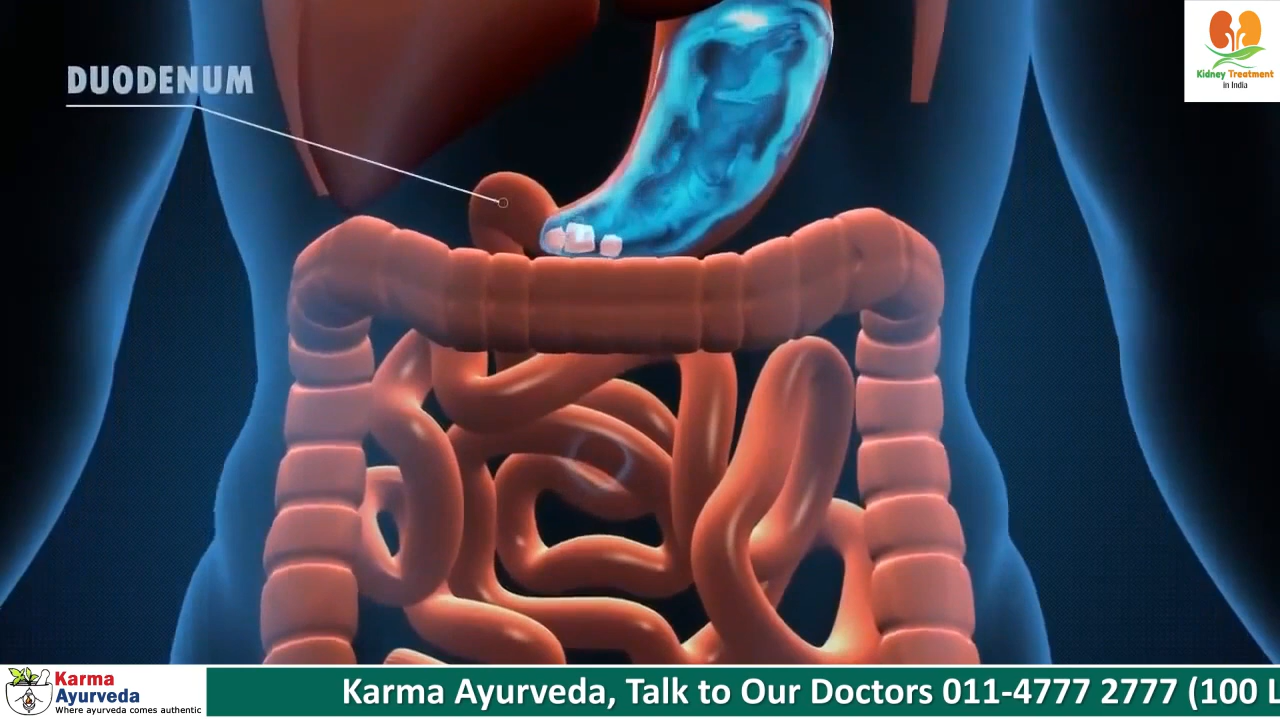 DUODENUM
Kidney Treatment
in India
Karma
Ayurveda
Where ayurveda comes authentic
Karma Ayurveda, Talk to Our Doctors 011-4777 2777 (100 L